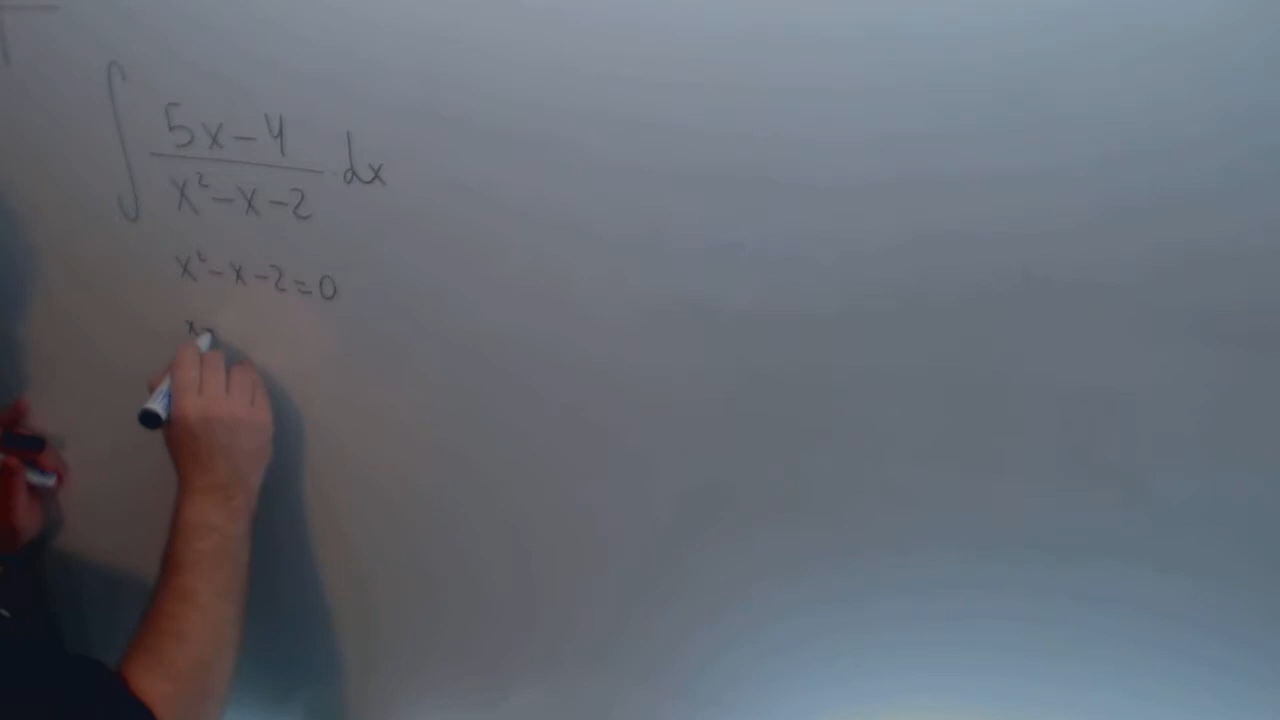 ∫ (5x-4)/(x²-x-2) dx
x²-x-2=0
x=